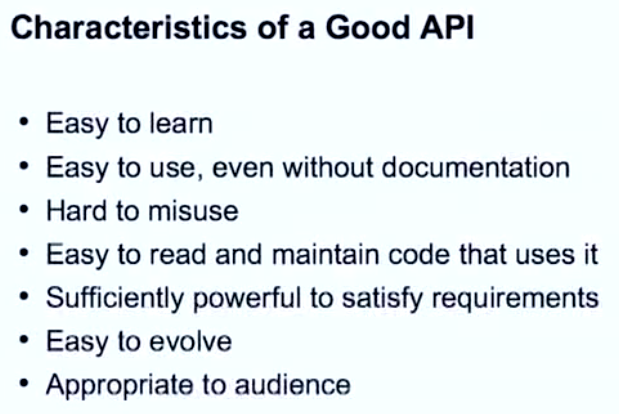 Characteristics of a Good API
• Easy to learn
• Easy to use, even without documentation
• Hard to misuse
• Easy to read and maintain code that uses it
• Sufficiently powerful to satisfy requirements
• Easy to evolve
• Appropriate to audience